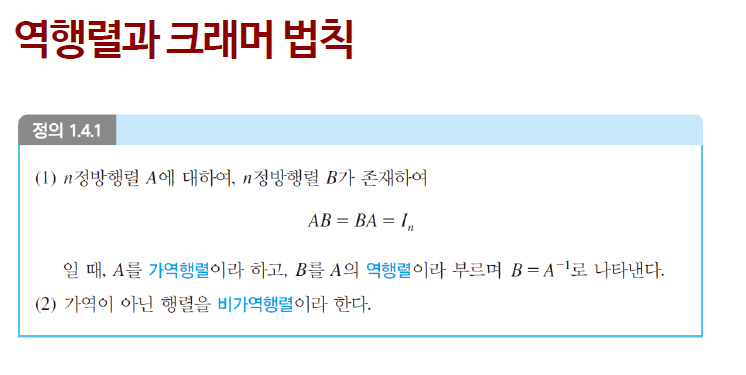 역행렬과 크래머 법칙
정의 1.4.1
(1) n정방행렬 A에 대하여, n정방행렬 B가 존재하여
AB = BA = Iₙ
일 때, A를 가역행렬이라 하고, B를 A의 역행렬이라 부르며 B = A⁻¹로 나타낸다.
(2) 가역이 아닌 행렬을 비가역행렬이라 한다.